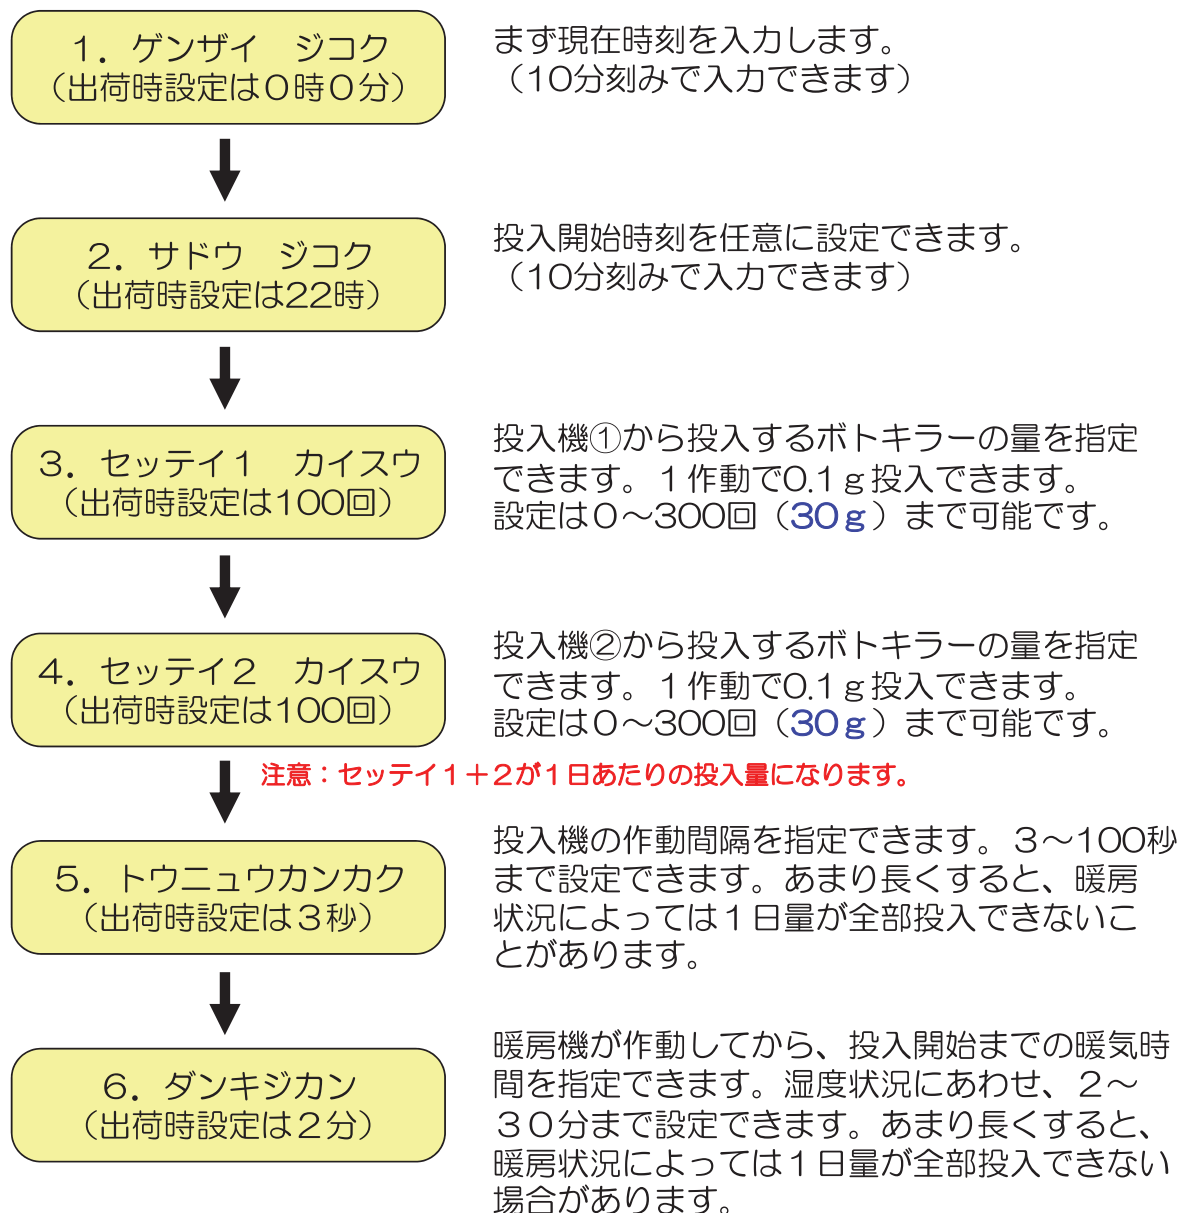 1．ゲンザイ　ジコク
（出荷時設定は０時０分）
まず現在時刻を入力します。
（10分刻みで入力できます）
2．サドウ　ジコク
（出荷時設定は22時）
投入開始時刻を任意に設定できます。
（10分刻みで入力できます）
3．セッテイ１　カイスウ
（出荷時設定は100回）
投入機①から投入するボトキラーの量を指定
できます。１作動で0.1ｇ投入できます。
設定は０～300回（30ｇ）まで可能です。
4．セッテイ２　カイスウ
（出荷時設定は100回）
投入機②から投入するボトキラーの量を指定
できます。１作動で0.1ｇ投入できます。
設定は０～300回（30ｇ）まで可能です。
注意：セッテイ１＋２が１日あたりの投入量になります。
5．トウニュウカンカク
（出荷時設定は３秒）
投入機の作動間隔を指定できます。３～100秒
まで設定できます。あまり長くすると、暖房
状況によっては１日量が全部投入できないこ
とがあります。
6．ダンキジカン
（出荷時設定は２分）
暖房機が作動してから、投入開始までの暖気時
間を指定できます。湿度状況にあわせ、２～
３０分まで設定できます。あまり長くすると、
暖房状況によっては１日量が全部投入できない
場合があります。